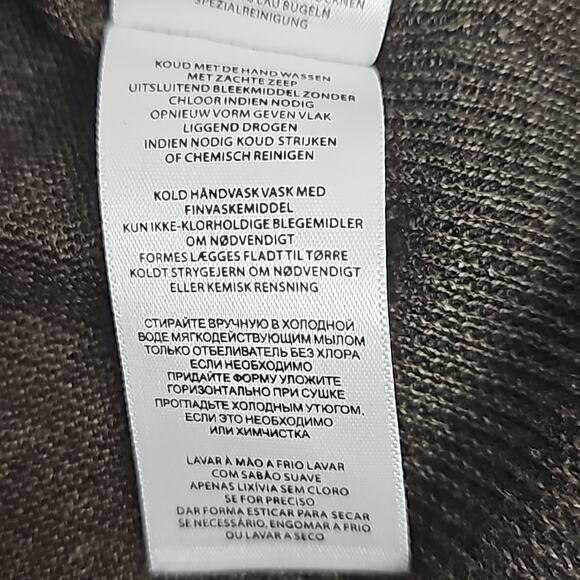 BÜGELN
SPEZIALREINIGUNG
KOUD MET DE HAND WASSEN
MET ZACHTE ZEEP
UITSLUITEND BLEEKMIDDEL ZONDER
CHLOOR INDIEN NODIG
OPNIEUW VORM GEVEN VLAK
LIGGEND DROGEN
INDIEN NODIG KOUD STRIJKEN
OF CHEMISCH REINIGEN
KOLD HÅNDVASK VASK MED
FINVASKEMIDDEL
KUN IKKE-KLORHOLDIGE BLEGEMIDLER
OM NØDVENDIGT
FORMES LÆGGES FLADT TIL TØRRE
KOLDT STRYGEJERN OM NØDVENDIGT
ELLER KEMISK RENSNING
СТИРАЙТЕ ВРУЧНУЮ В ХОЛОДНОЙ
ВОДЕ МЯГКОДЕЙСТВУЮЩИМ МЫЛОМ
ТОЛЬКО ОТБЕЛИВАТЕЛЬ БЕЗ ХЛОРА
ЕСЛИ НЕОБХОДИМО
ПРИДАЙТЕ ФОРМУ УЛОЖИТЕ
ГОРИЗОНТАЛЬНО ПРИ СУШКЕ
ПРОГЛАДЬТЕ ХОЛОДНЫМ УТЮГОМ,
ЕСЛИ ЭТО НЕОБХОДИМО
ИЛИ ХИМЧИСТКА
LAVAR À MÃO A FRIO LAVAR
COM SABÃO SUAVE
APENAS LIXÍVIA SEM CLORO
SE FOR PRECISO
DAR FORMA ESTICAR PARA SECAR
SE NECESSÁRIO, ENGOMAR A FRIO
OU LAVAR A SECO